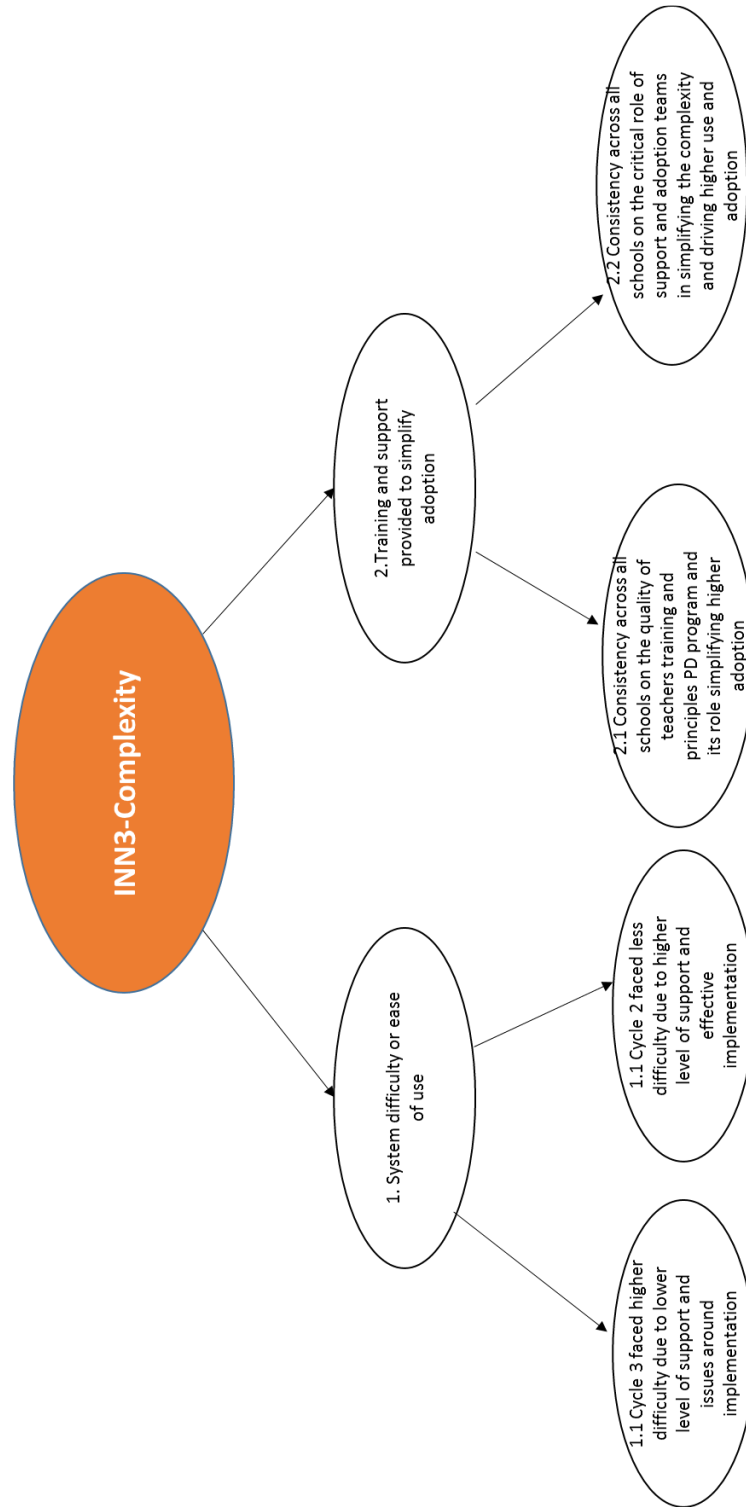 INN3-Complexity
1. System difficulty or ease
of use
2.Training and support
provided to simplify
adoption
1.1 Cycle 3 faced higher
difficulty due to lower
level of support and
issues around
implementation
1.1 Cycle 2 faced less
difficulty due to higher
level of support and
effective
implementation
2.1 Consistency across all
schools on the quality of
teachers training and
principles PD program and
its role simplifying higher
adoption
2.2 Consistency across all
schools on the critical role of
support and adoption teams
in simplifying the complexity
and driving higher use and
adoption